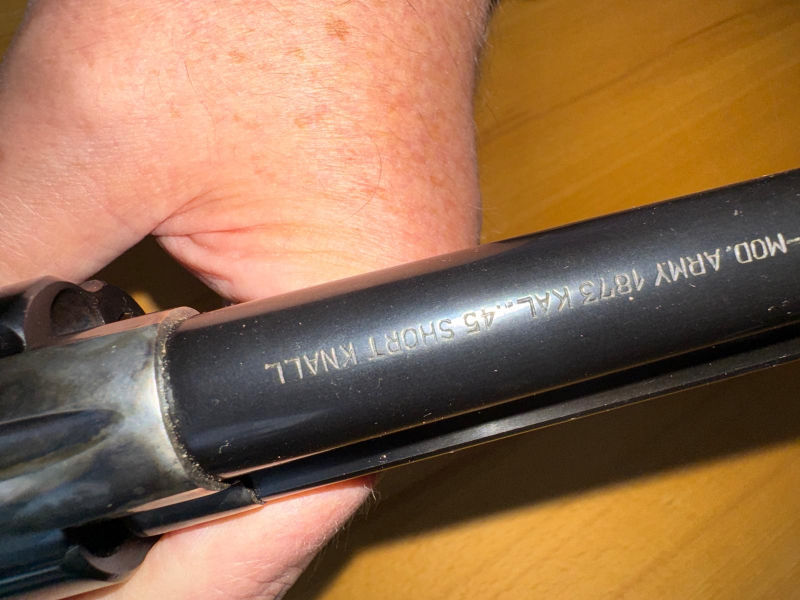 –MOD. ARMY 1873 KAL. .45 SHORT KNALL